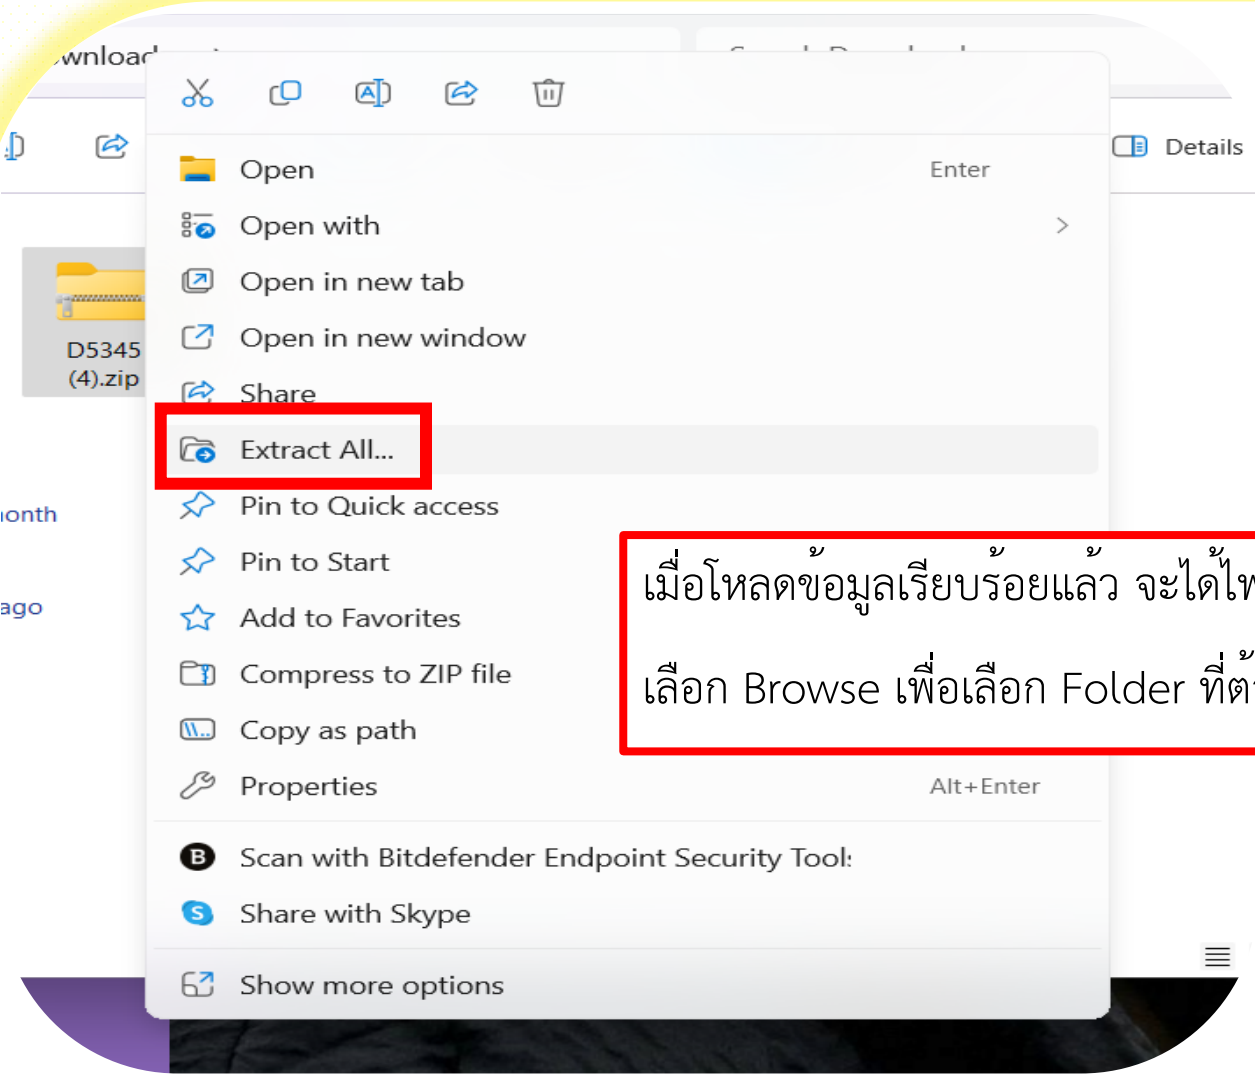 Details
Open
Enter
Open with
Open in new tab
Open in new window
D5345
(4).zip
Share
Extract All...
Pin to Quick access
Pin to Start
เมื่อโหลดข้อมูลเรียบร้อยแล้ว จะได้
ago
Add to Favorites
Compress to ZIP file
เลือก Browse เพื่อเลือก Folder ที่
Copy as path
Properties
Alt+Enter
Scan with Bitdefender Endpoint Security
Share with Skype
Show more options